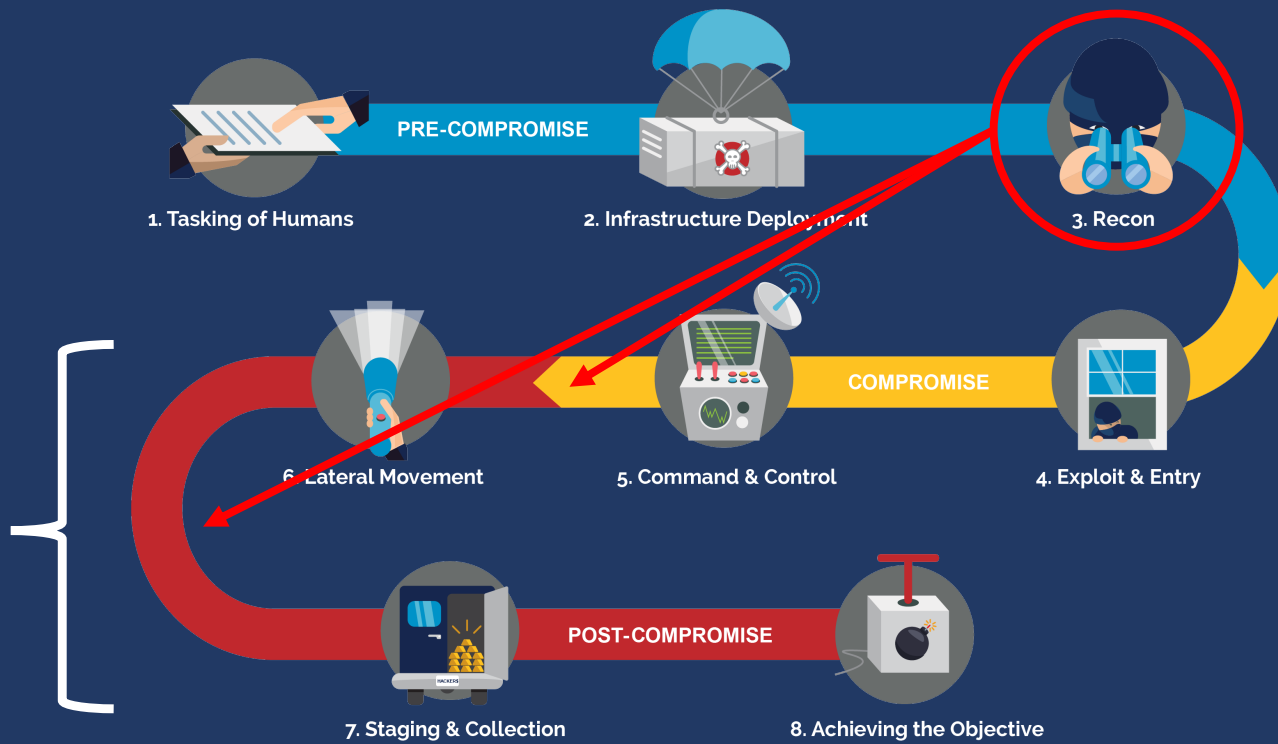 PRE-COMPROMISE
1. Tasking of Humans
2. Infrastructure Deployment
3. Recon
COMPROMISE
6. Lateral Movement
5. Command & Control
4. Exploit & Entry
POST-COMPROMISE
HACKERS
7. Staging & Collection
8. Achieving the Objective